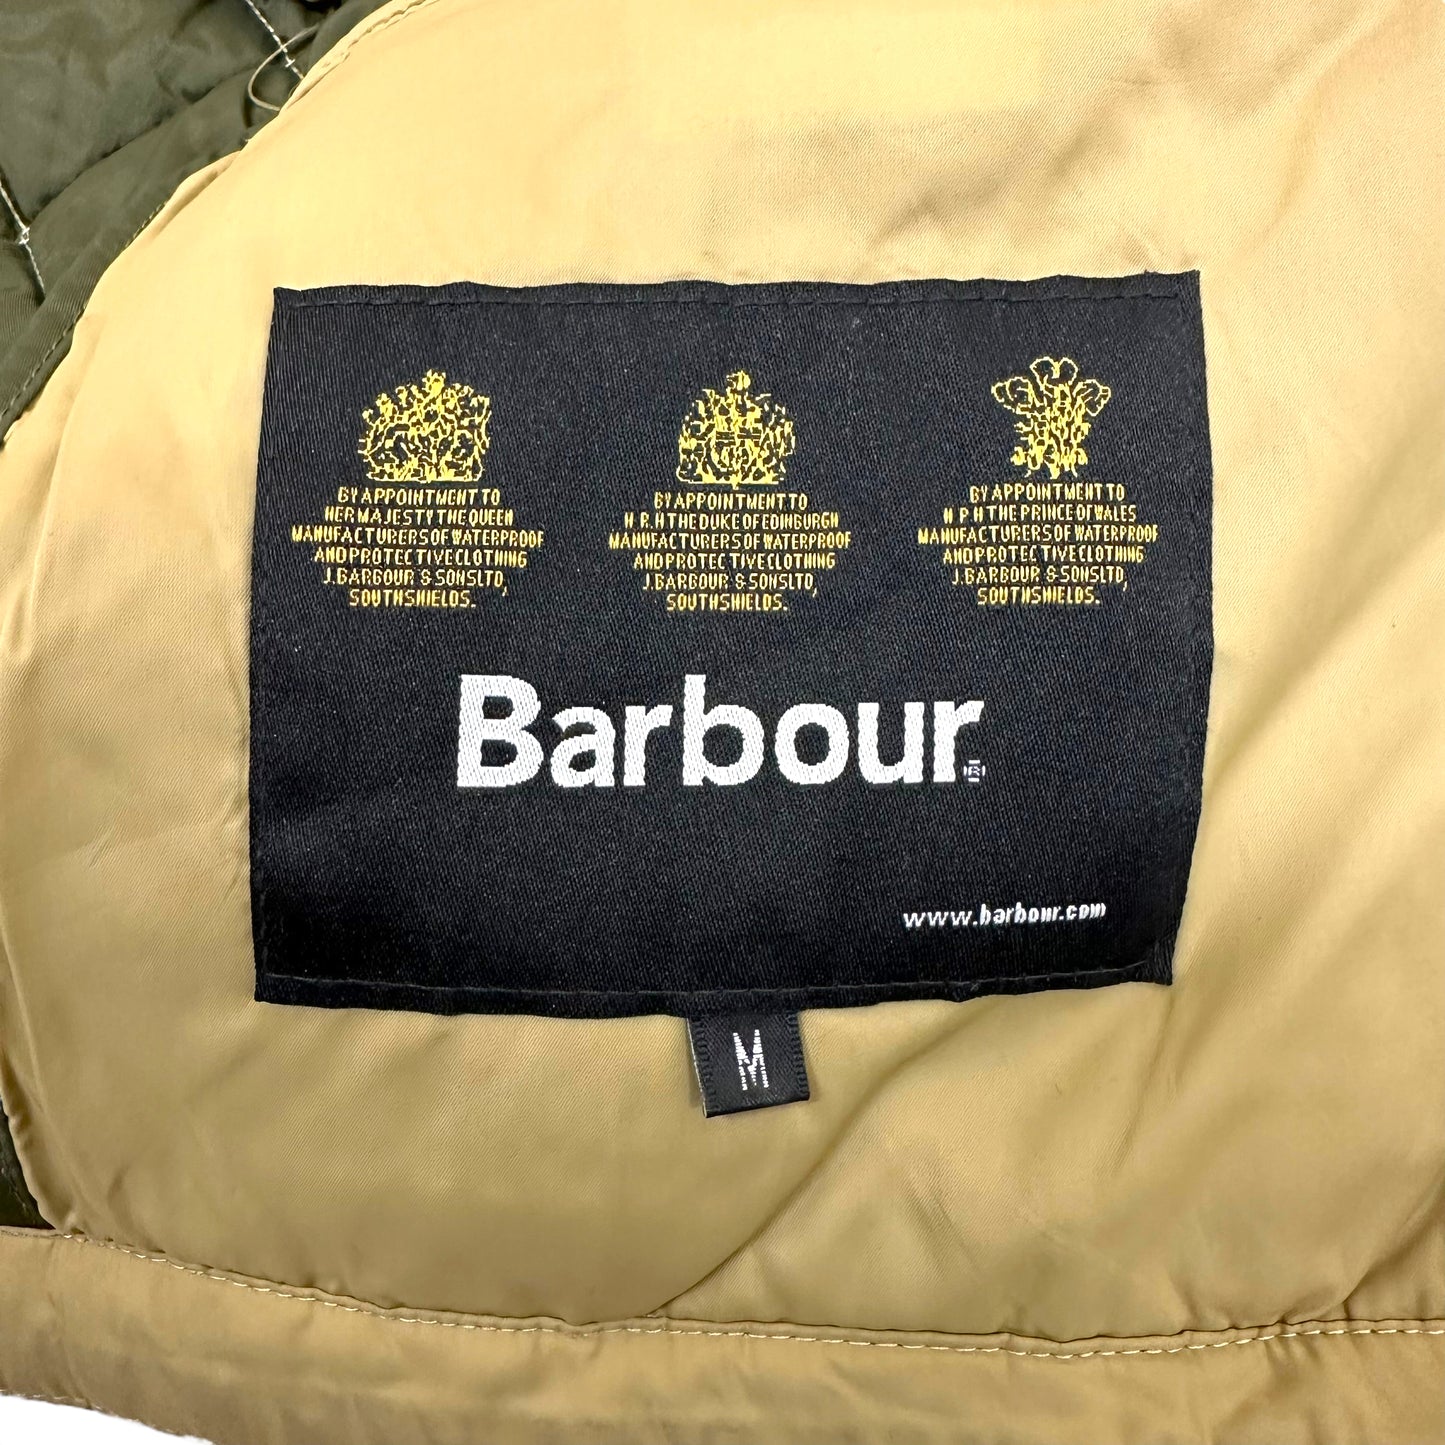 BY APPOINTMENT TO
HER MAJESTY THE QUEEN
MANUFACTURERS OF WATERPROOF
AND PROTECTIVE CLOTHING
J. BARBOUR & SONS LTD,
SOUTH SHIELDS.
BY APPOINTMENT TO
H.R.H THE DUKE OF EDINBURGH
MANUFACTURERS OF WATERPROOF
AND PROTECTIVE CLOTHING
J. BARBOUR & SONS LTD,
SOUTH SHIELDS.
BY APPOINTMENT TO
H.R.H THE PRINCE OF WALES
MANUFACTURERS OF WATERPROOF
AND PROTECTIVE CLOTHING
J. BARBOUR & SONS LTD,
SOUTH SHIELDS.
Barbour®
www.barbour.com
M